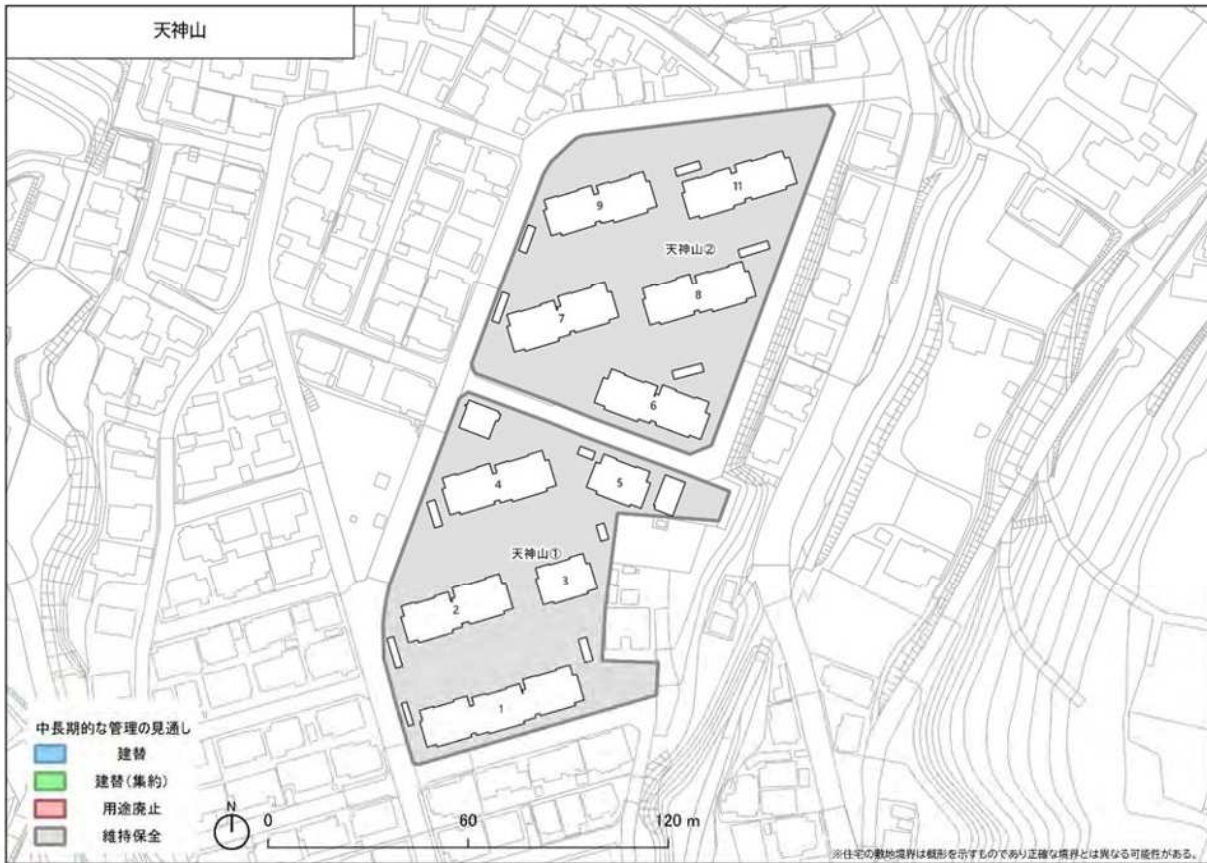 天神山
9
11
天神山②
8
7
6
4
5
天神山①
3
2
1
中長期的な管理の見通し
建替
建替(集約)
用途廃止
維持保全
N
0 60 120 m
※住宅の敷地境界は概形を示すものであり正確な境界とは異なる可能性がある。